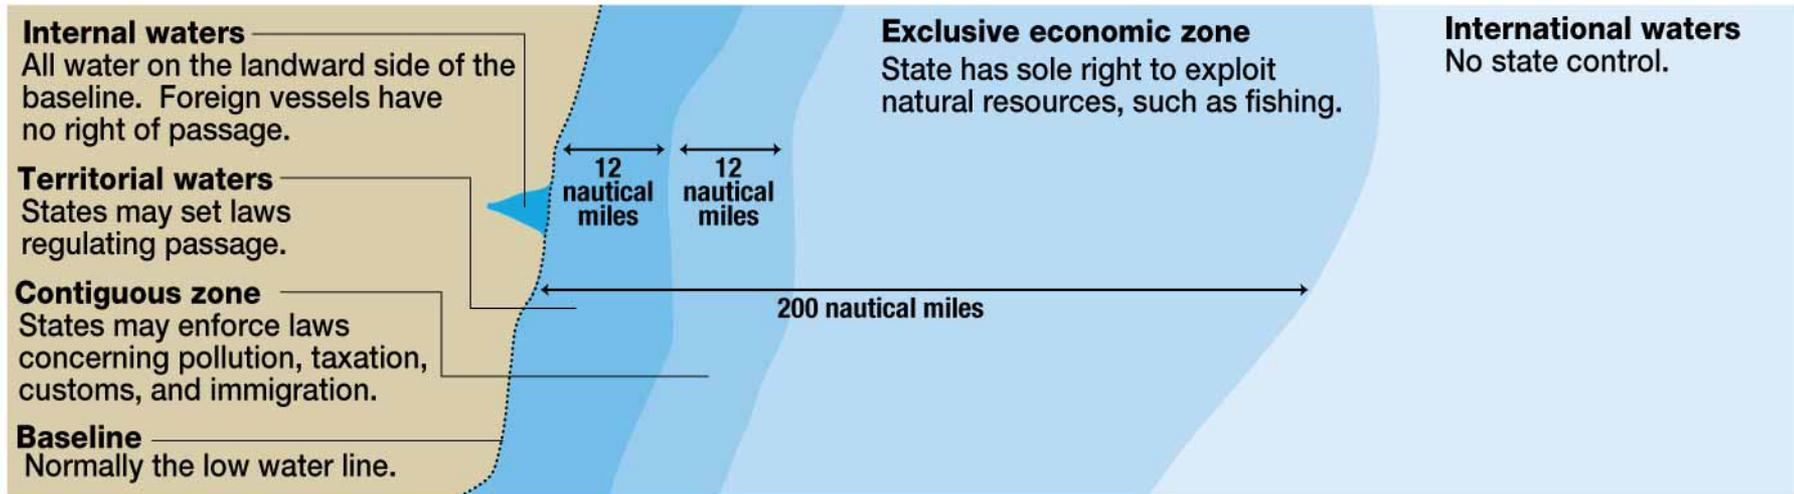 Internal waters
All water on the landward side of the
baseline. Foreign vessels have
no right of passage.
Territorial waters
States may set laws
regulating passage.
Contiguous zone
States may enforce laws
concerning pollution, taxation,
customs, and immigration.
Baseline
Normally the low water line.
12
nautical
miles
12
nautical
miles
200 nautical miles
Exclusive economic zone
State has sole right to exploit
natural resources, such as fishing.
International waters
No state control.